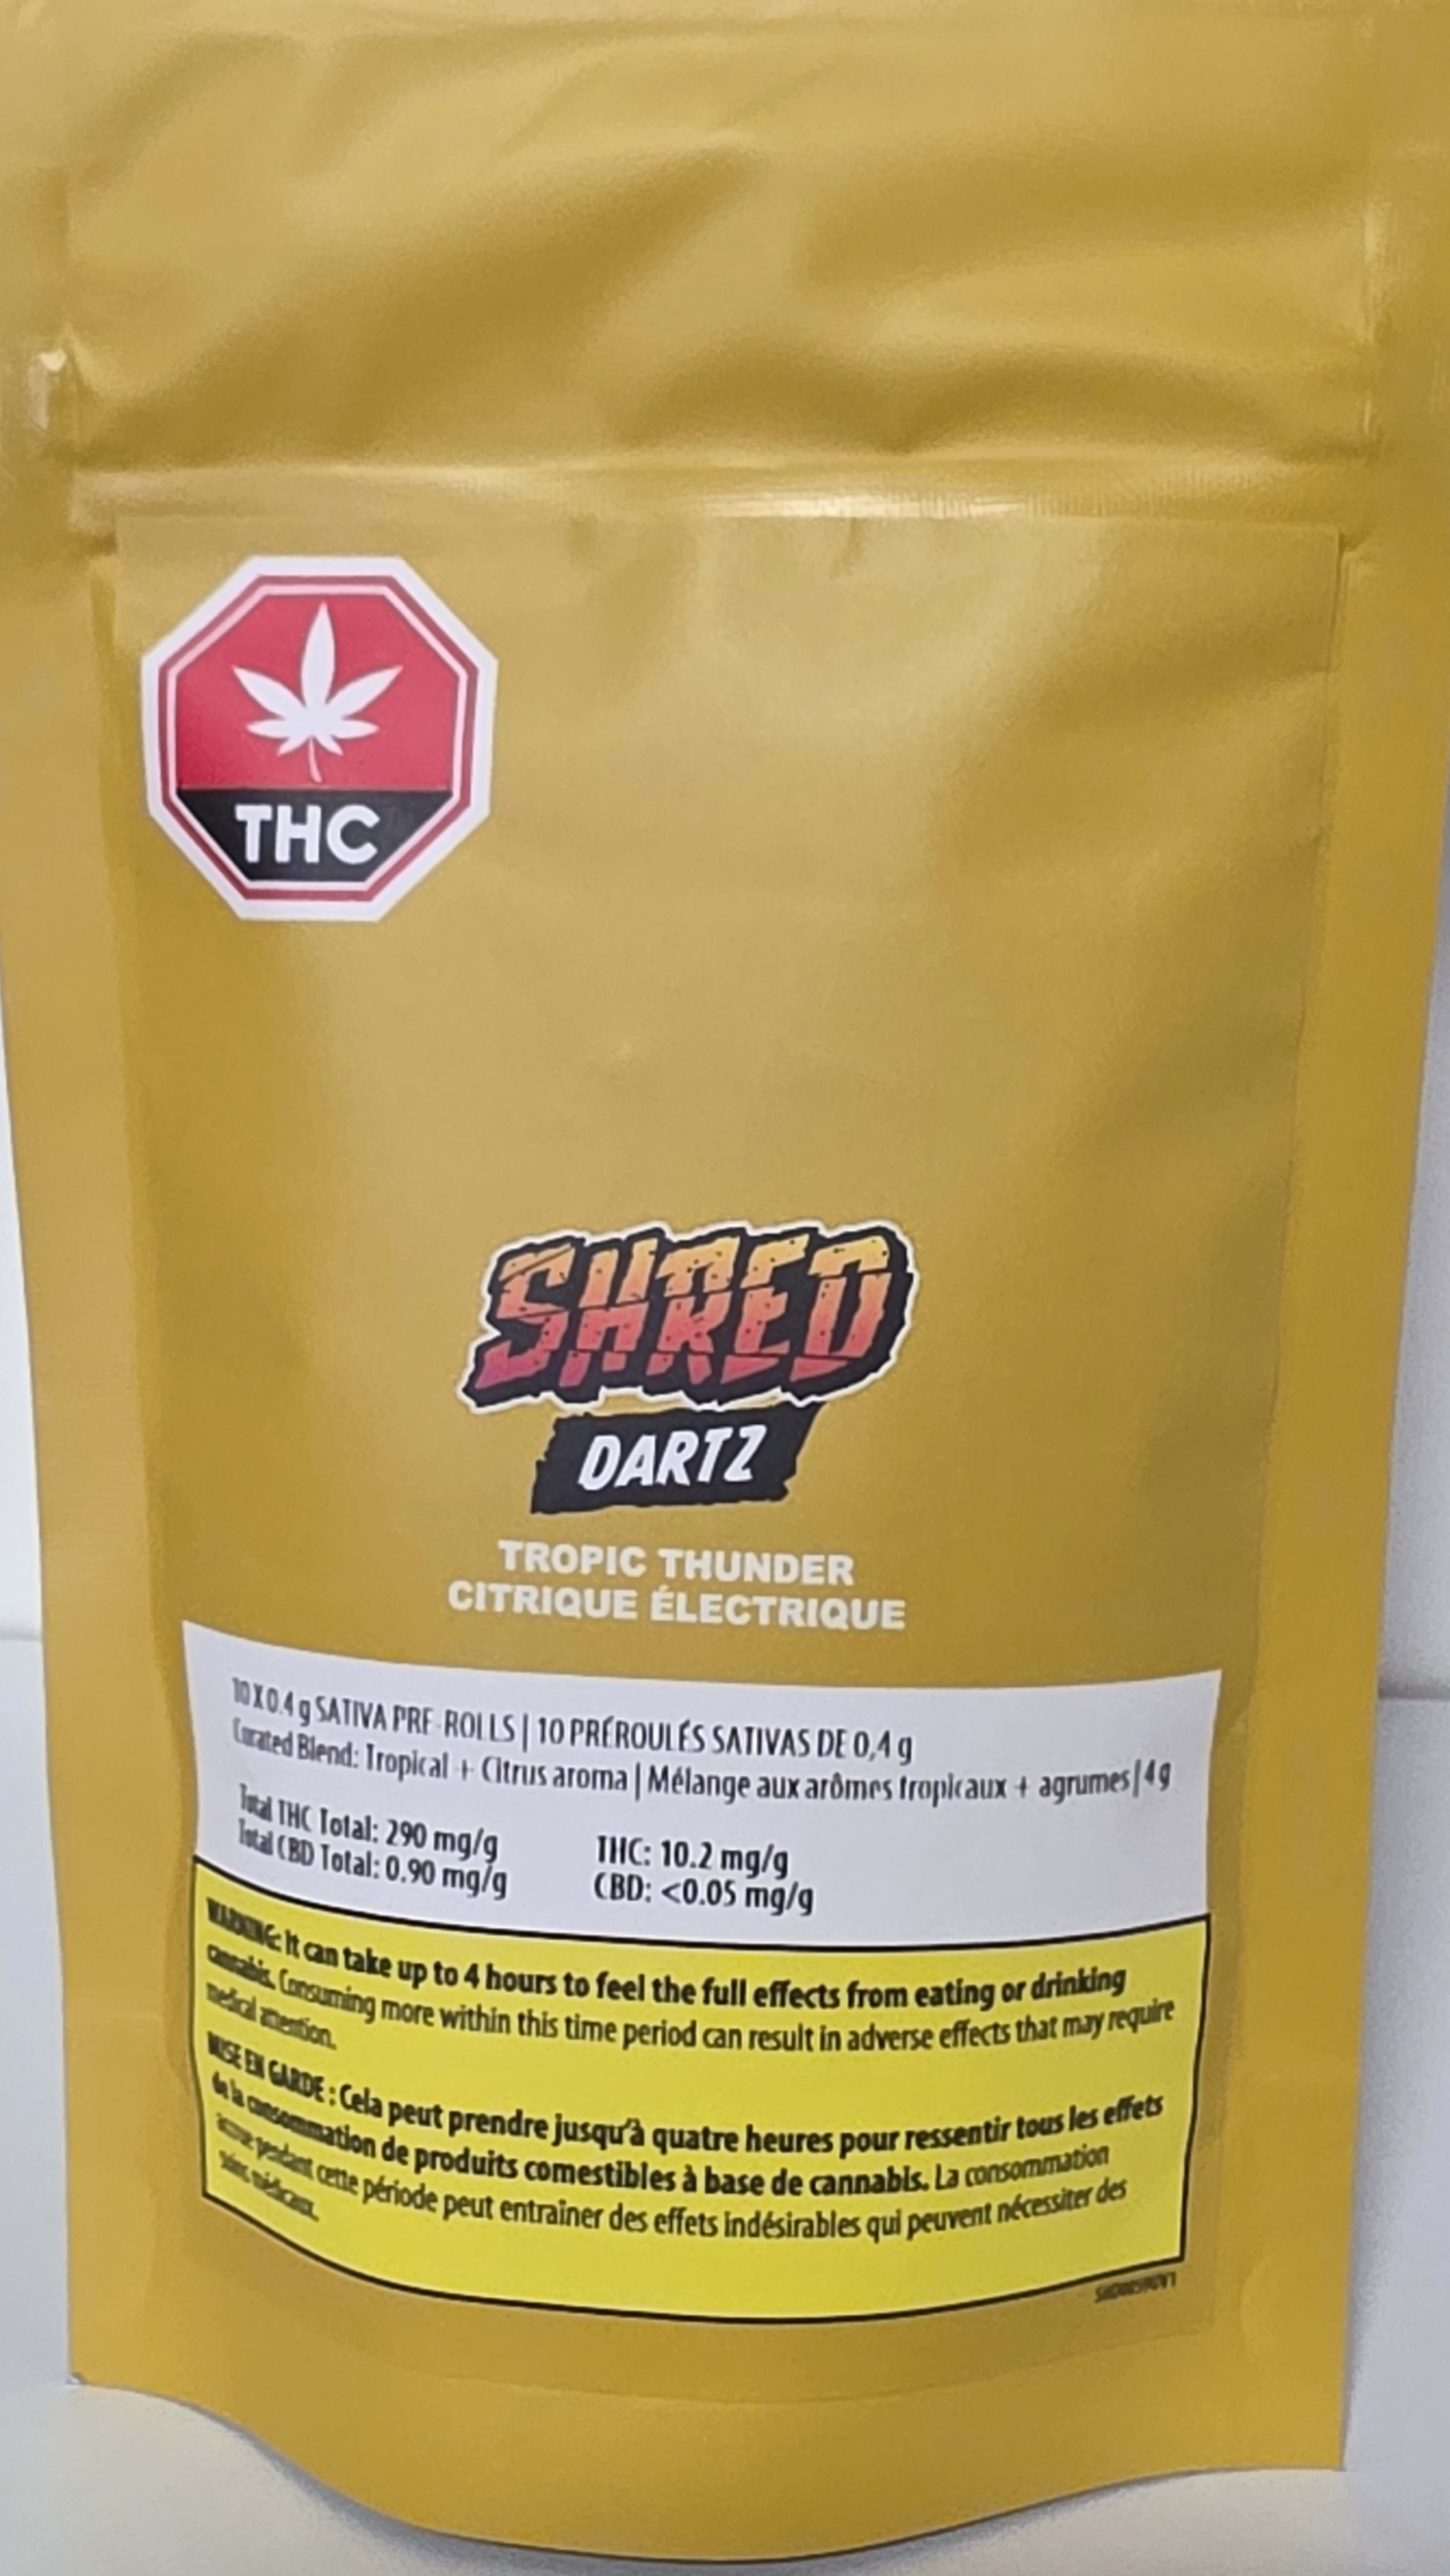 THC
SHRED
DARTZ
TROPIC THUNDER
CITRIQUE ÉLECTRIQUE
10 X 0.4 g SATIVA PRE-ROLLS | 10 PRÉROULÉS SATIVAS DE 0,4 g
Curated Blend: Tropical + Citrus aroma | Mélange aux arômes tropicaux + agrumes | 4 g
Total THC Total: 290 mg/g THC: 10.2 mg/g
Total CBD Total: 0.90 mg/g CBD: <0.05 mg/g
WARNING: It can take up to 4 hours to feel the full effects from eating or drinking
cannabis. Consuming more within this time period can result in adverse effects that may require
medical attention.
MISE EN GARDE : Cela peut prendre jusqu'à quatre heures pour ressentir tous les effets
de la consommation de produits comestibles à base de cannabis. La consommation
accrue pendant cette période peut entraîner des effets indésirables qui peuvent nécessiter des
soins médicaux.